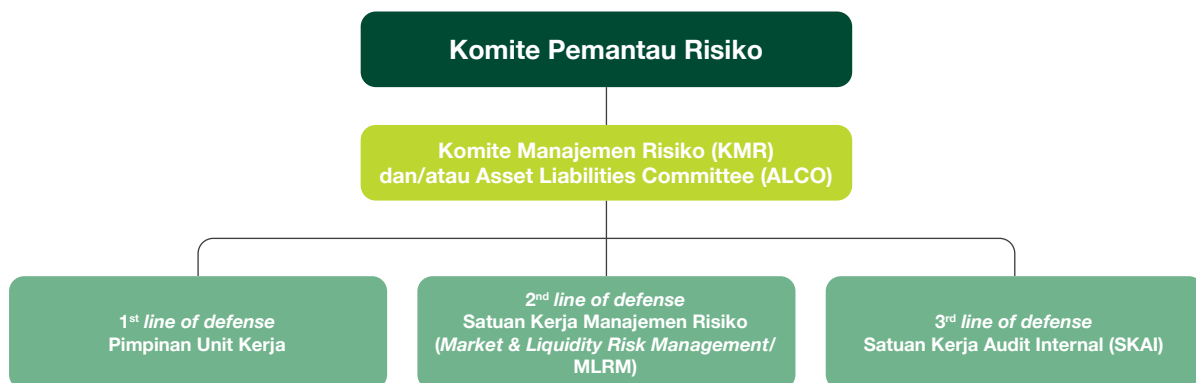 Komite Pemantau Risiko
Komite Manajemen Risiko (KMR)
dan/atau Asset Liabilities Committee (ALCO)
1st line of defense
Pimpinan Unit Kerja
2nd line of defense
Satuan Kerja Manajemen Risiko
(Market & Liquidity Risk Management/
MLRM)
3rd line of defense
Satuan Kerja Audit Internal (SKAI)